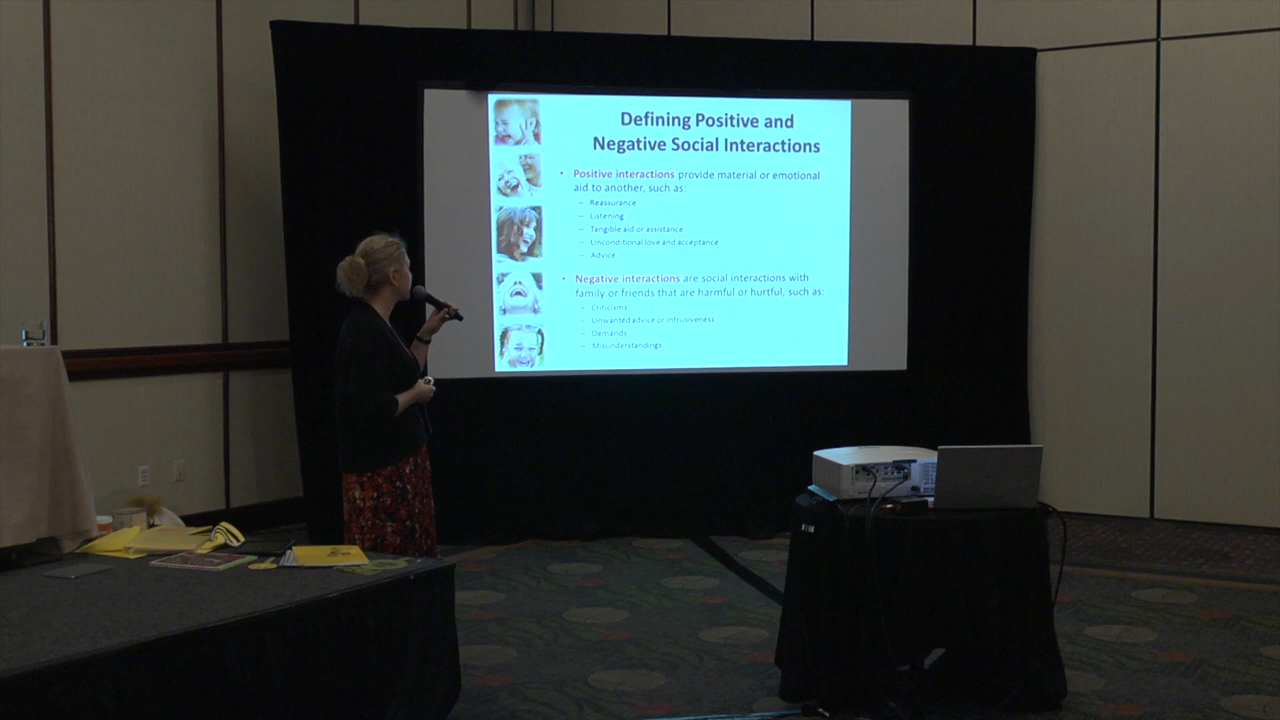 Defining Positive and
Negative Social Interactions
• Positive interactions provide material or emotional
aid to another, such as:
– Reassurance
– Listening
– Tangible aid or assistance
– Unconditional love and acceptance
– Advice
• Negative interactions are social interactions with
family or friends that are harmful or hurtful, such as:
– Criticisms
– Unwanted advice or intrusiveness
– Demands
– Misunderstandings